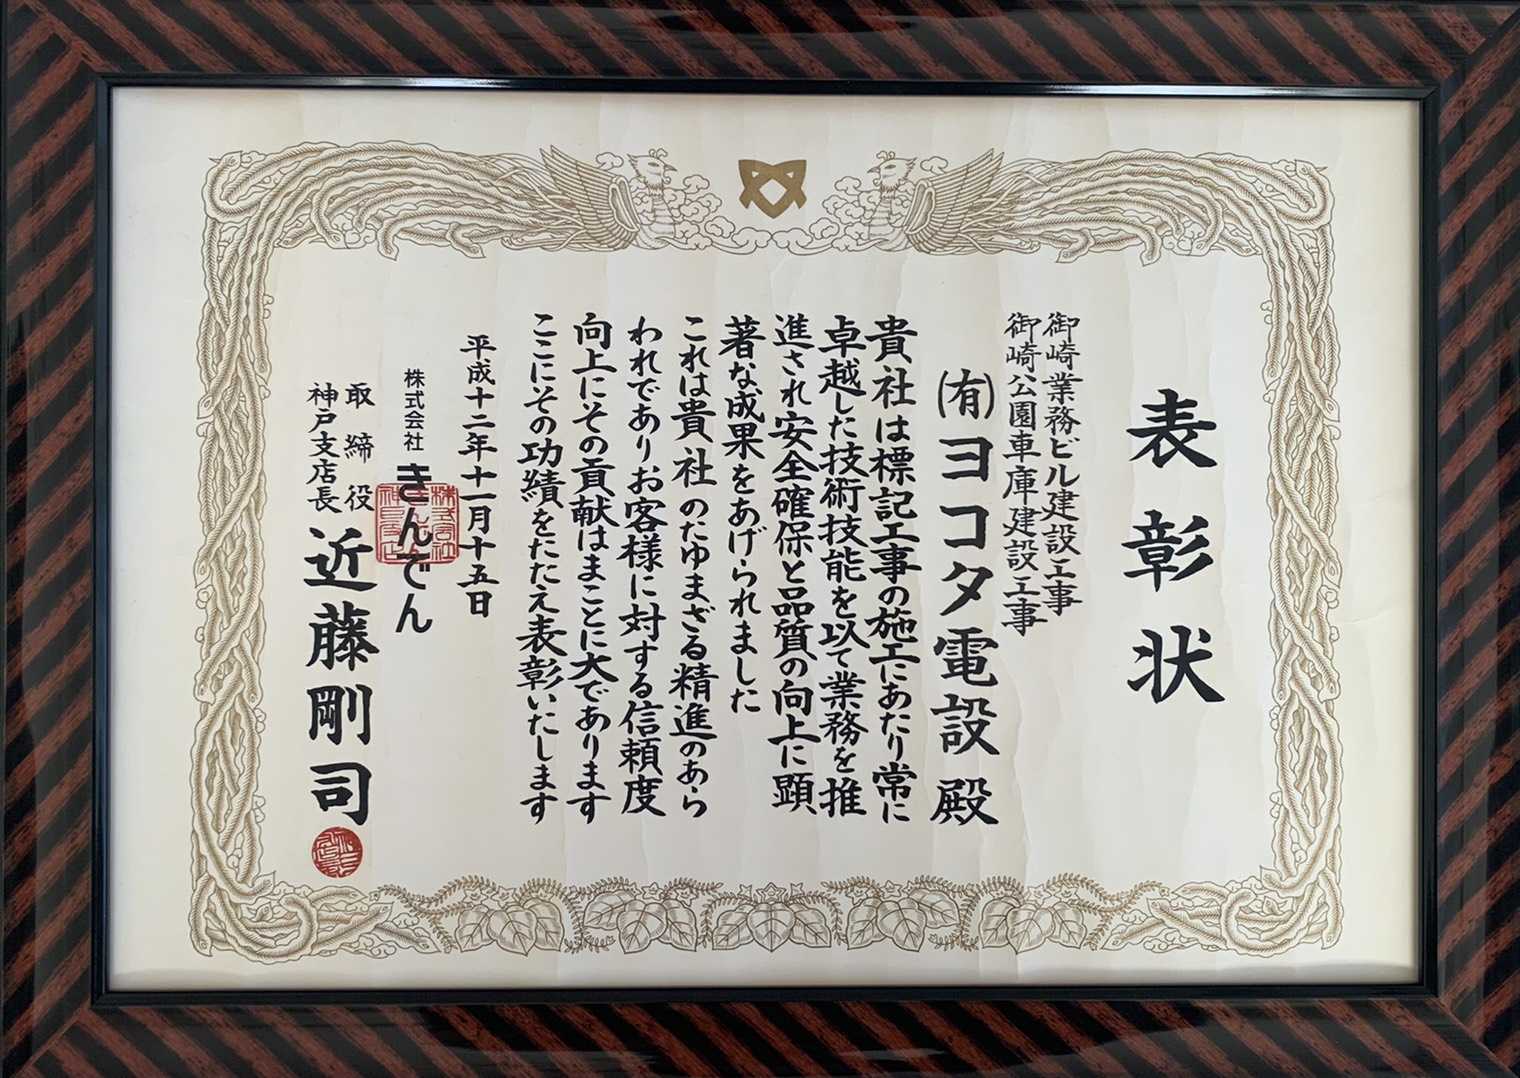 表彰状
御崎業務ビル建設工事
御崎公園車庫建設工事
㈲ヨコタ電設 殿
貴社は標記工事の施工にあたり常に
卓越した技術技能を以て業務を推
進され安全確保と品質の向上に顕
著な成果をあげられました
これは貴社のたゆまざる精進のあら
われでありお客様に対する信頼度
向上にその貢献はまことに大であります
ここにその功績をたたえ表彰いたします
平成十二年十一月十五日
株式会社 きんでん
取締役
神戸支店長
近藤剛司